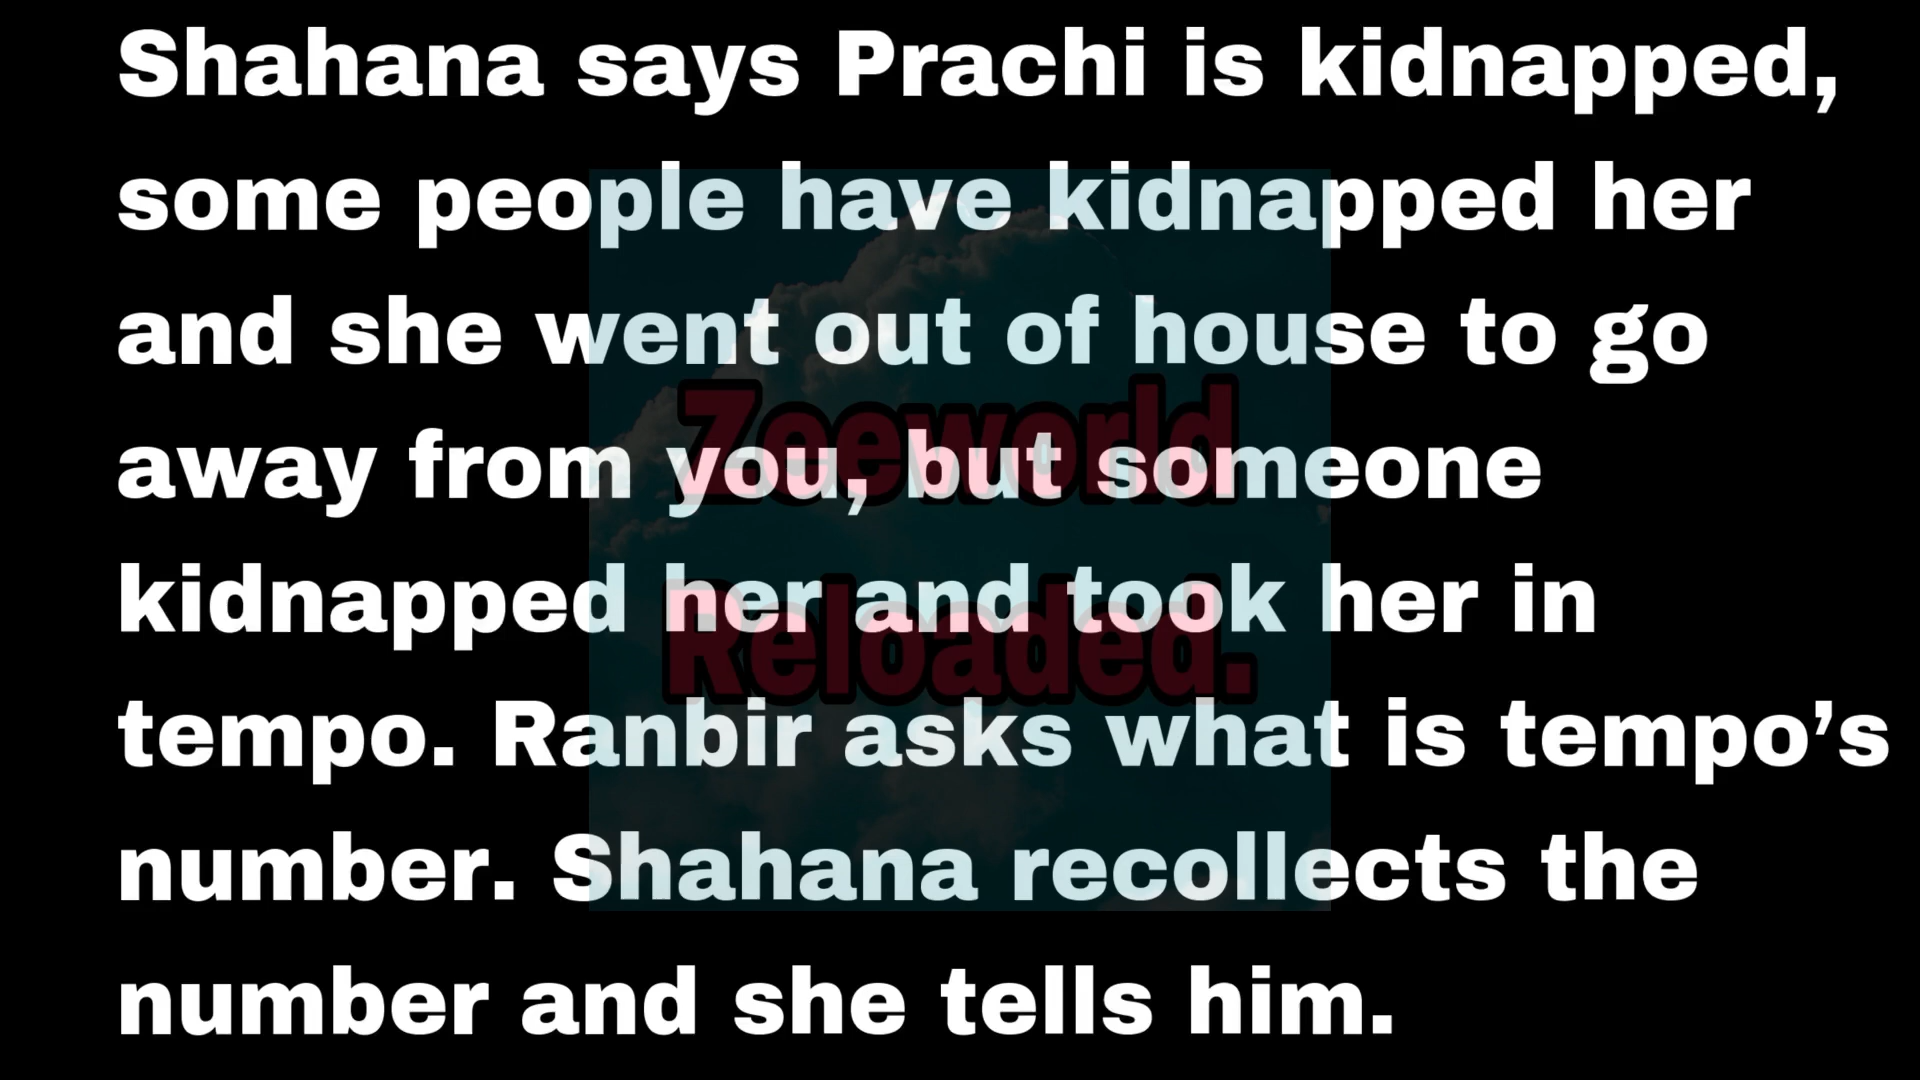 Shahana says Prachi is kidnapped,
some people have kidnapped her
and she went out of house to go
away from you, but someone
kidnapped her and took her in
tempo. Ranbir asks what is tempo’s
number. Shahana recollects the
number and she tells him.
Zeeworld
Reloaded.